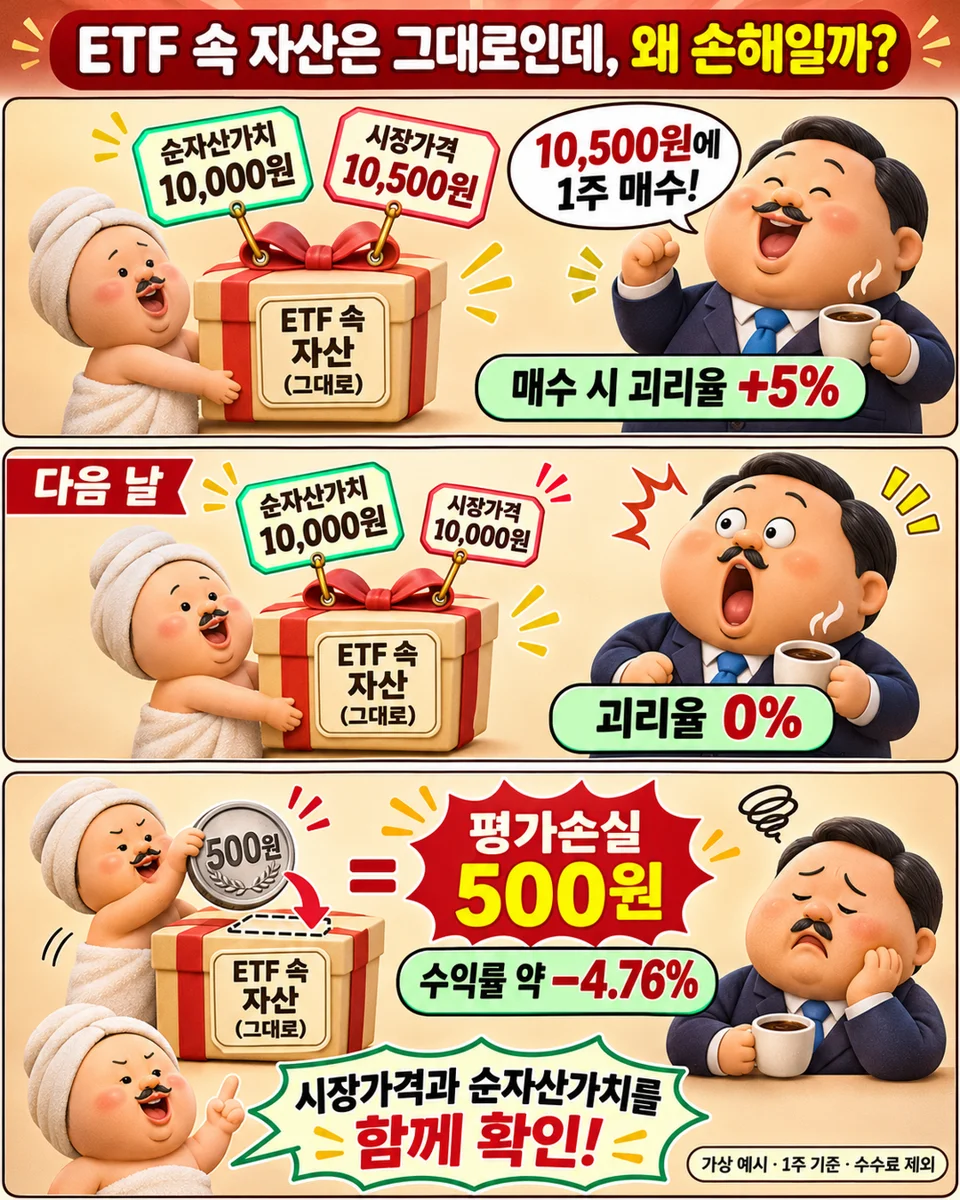 ETF 속 자산은 그대로인데, 왜 손해일까?
순자산가치
10,000원
시장가격
10,500원
10,500원에
1주 매수!
ETF 속
자산
(그대로)
매수 시 괴리율 +5%
다음 날
순자산가치
10,000원
시장가격
10,000원
ETF 속
자산
(그대로)
괴리율 0%
500원
=
평가손실
500원
ETF 속
자산
(그대로)
수익률 약 −4.76%
시장가격과 순자산가치를
함께 확인!
가상 예시 · 1주 기준 · 수수료 제외